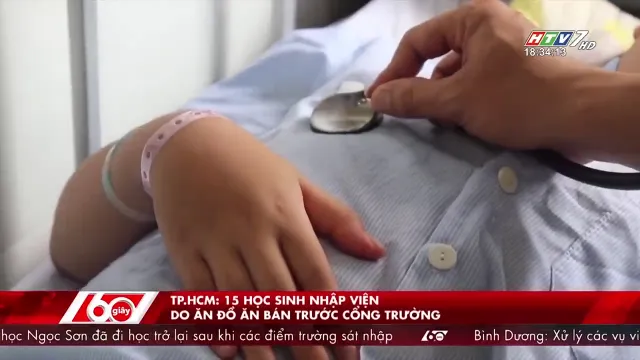 HTV7 HD
18:34:13
60 giây
TP.HCM: 15 HỌC SINH NHẬP VIỆN
DO ĂN ĐỒ ĂN BÁN TRƯỚC CỔNG TRƯỜNG
học Ngọc Sơn đã đi học trở lại sau khi các điểm trường sát nhập 60 Bình Dương: Xử lý các vụ vi